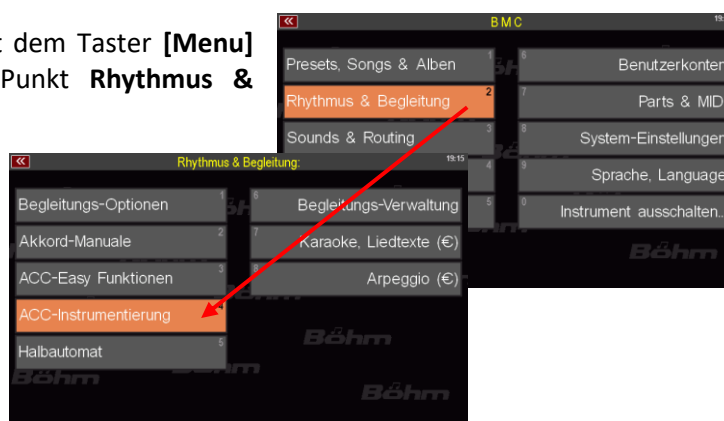 t dem Taster [Menu]
Punkt Rhythmus &
BMC
19:
Presets, Songs & Alben 1
Rhythmus & Begleitung 2
Sounds & Routing 3
4
5
6 Benutzerkonten
7 Parts & MID
8 System-Einstellunger
9 Sprache, Language
0 Instrument ausschalten..
Böhm
Rhythmus & Begleitung:
19:15
Begleitungs-Optionen 1
Akkord-Manuale 2
ACC-Easy Funktionen 3
ACC-Instrumentierung 4
Halbautomat 5
6 Begleitungs-Verwaltung
7 Karaoke, Liedtexte (€)
8 Arpeggio (€)
Böhm
Böhm
Böhm